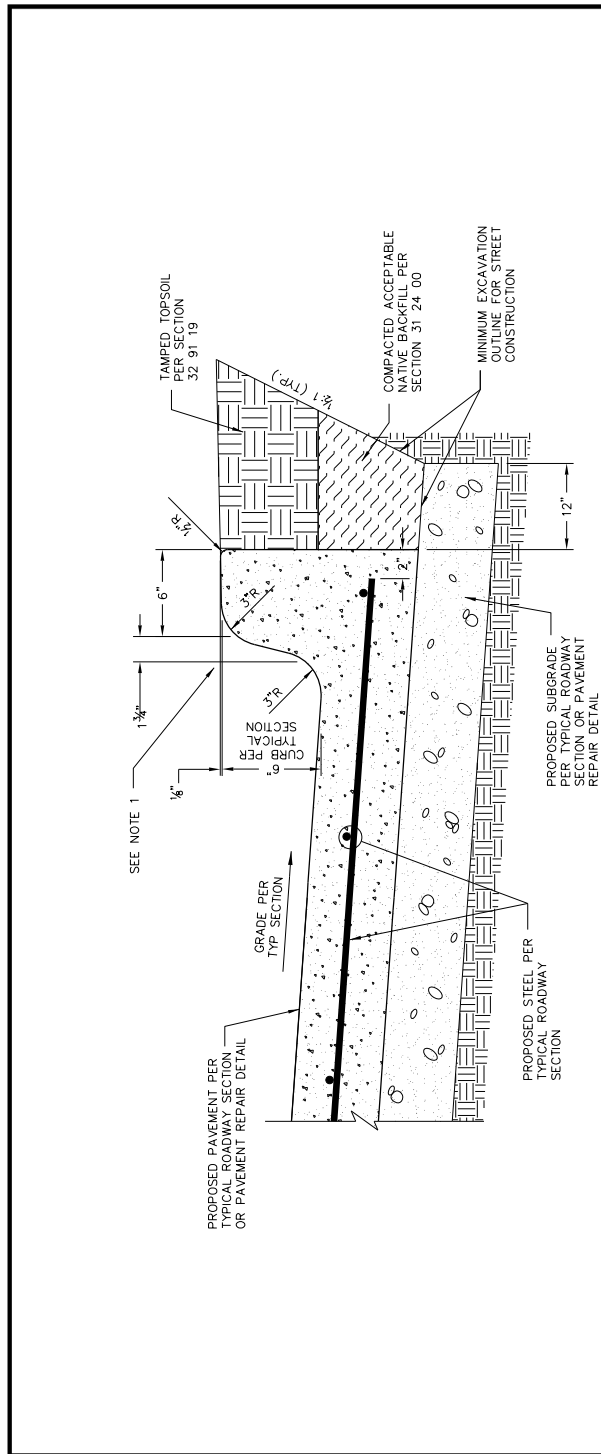 SEE NOTE 1
1¾"
6"
½"R
TAMPED TOPSOIL
PER SECTION
32 91 19
⅛"
6"
CURB PER
TYPICAL
SECTION
3"R
3"R
½:1 (TYP.)
PROPOSED PAVEMENT PER
TYPICAL ROADWAY SECTION
OR PAVEMENT REPAIR DETAIL
GRADE PER
TYP SECTION
COMPACTED ACCEPTABLE
NATIVE BACKFILL PER
SECTION 31 24 00
2"
MINIMUM EXCAVATION
OUTLINE FOR STREET
CONSTRUCTION
12"
PROPOSED STEEL PER
TYPICAL ROADWAY
SECTION
PROPOSED SUBGRADE
PER TYPICAL ROADWAY
SECTION OR PAVEMENT
REPAIR DETAIL